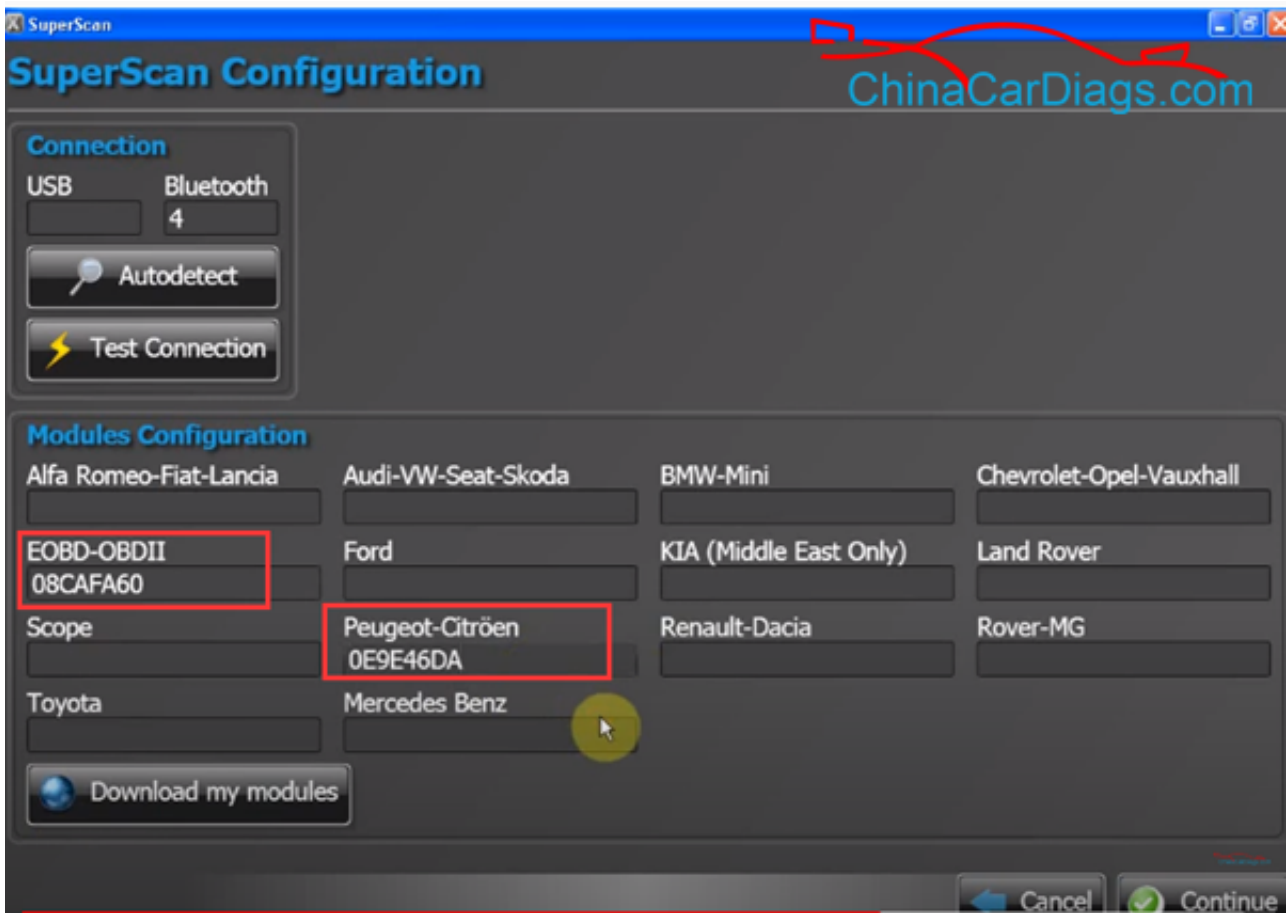 SuperScan
SuperScan Configuration
ChinaCarDiags.com
Connection
USB Bluetooth
4
Autodetect
Test Connection
Modules Configuration
Alfa Romeo-Fiat-Lancia Audi-VW-Seat-Skoda BMW-Mini Chevrolet-Opel-Vauxhall
EOBD-OBDII Ford KIA (Middle East Only) Land Rover
08CAFA60
Scope Peugeot-Citröen Renault-Dacia Rover-MG
0E9E46DA
Toyota Mercedes Benz
Download my modules
Cancel Continue